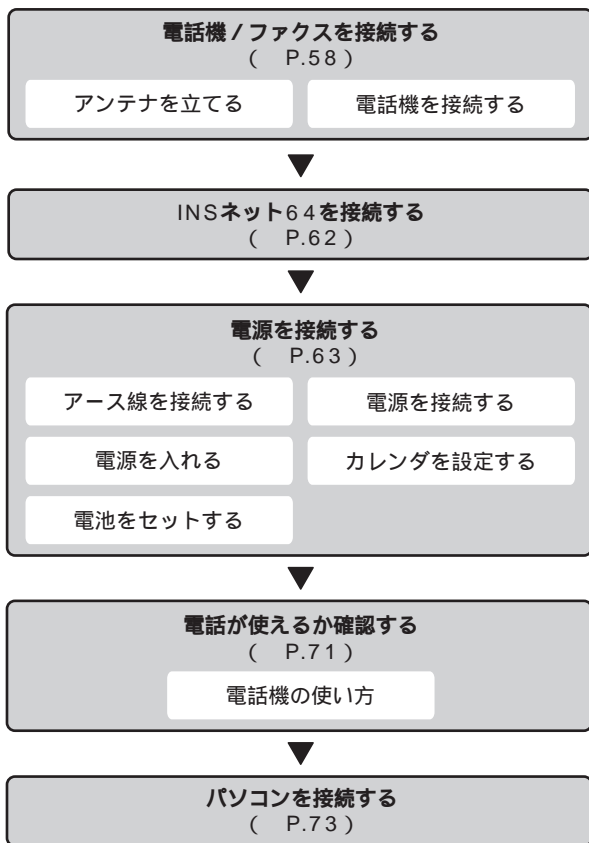 電話機/ファクスを接続する
( P.58)
アンテナを立てる
電話機を接続する
INSネット64を接続する
( P.62)
電源を接続する
( P.63)
アース線を接続する
電源を接続する
電源を入れる
カレンダを設定する
電池をセットする
電話が使えるか確認する
( P.71)
電話機の使い方
パソコンを接続する
( P.73)